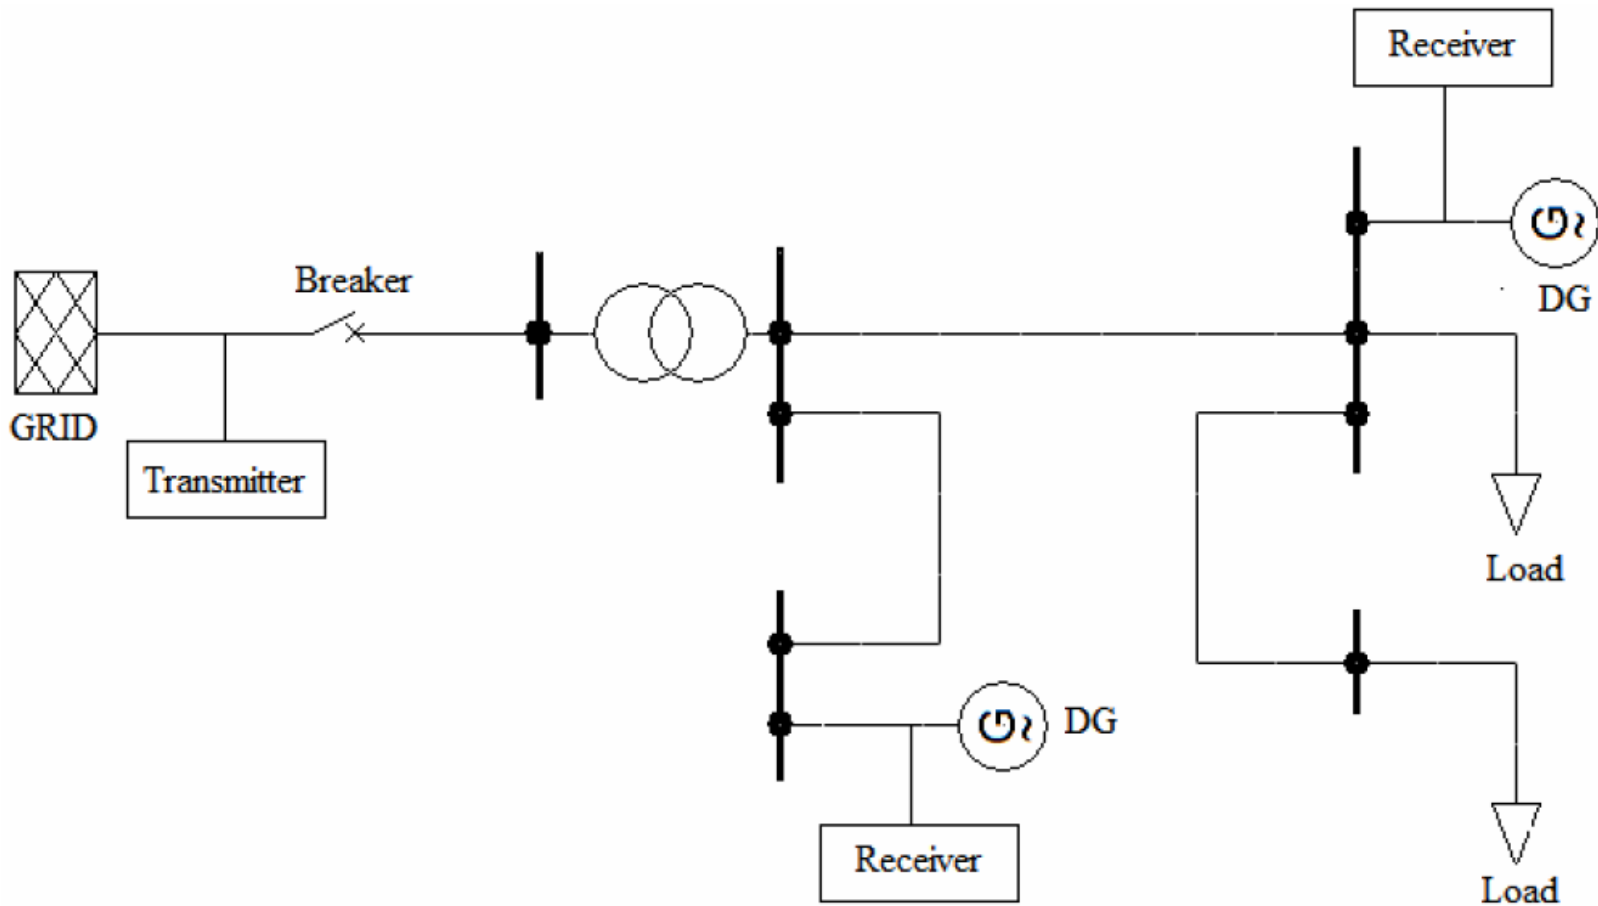 Receiver
G~
DG
Breaker
GRID
Transmitter
Load
G~
DG
Receiver
Load